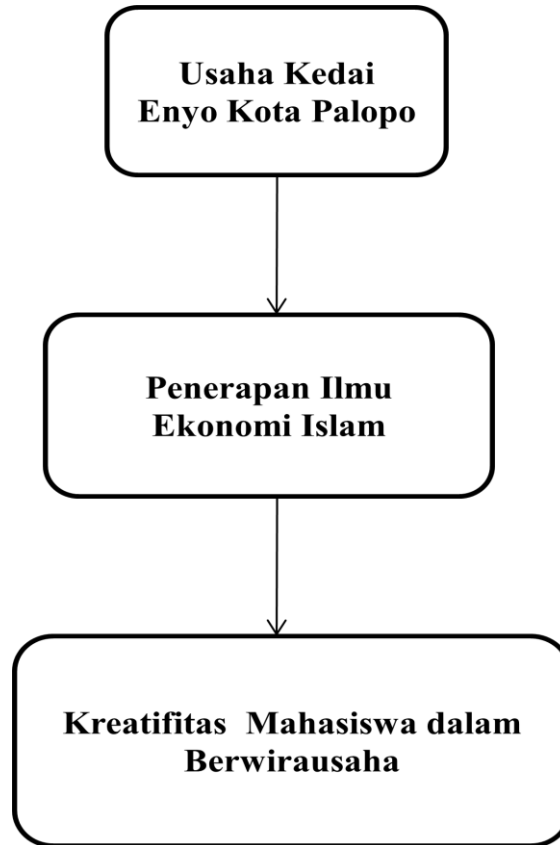 Usaha Kedai
Enyo Kota Palopo
Penerapan Ilmu
Ekonomi Islam
Kreatifitas  Mahasiswa dalam
Berwirausaha